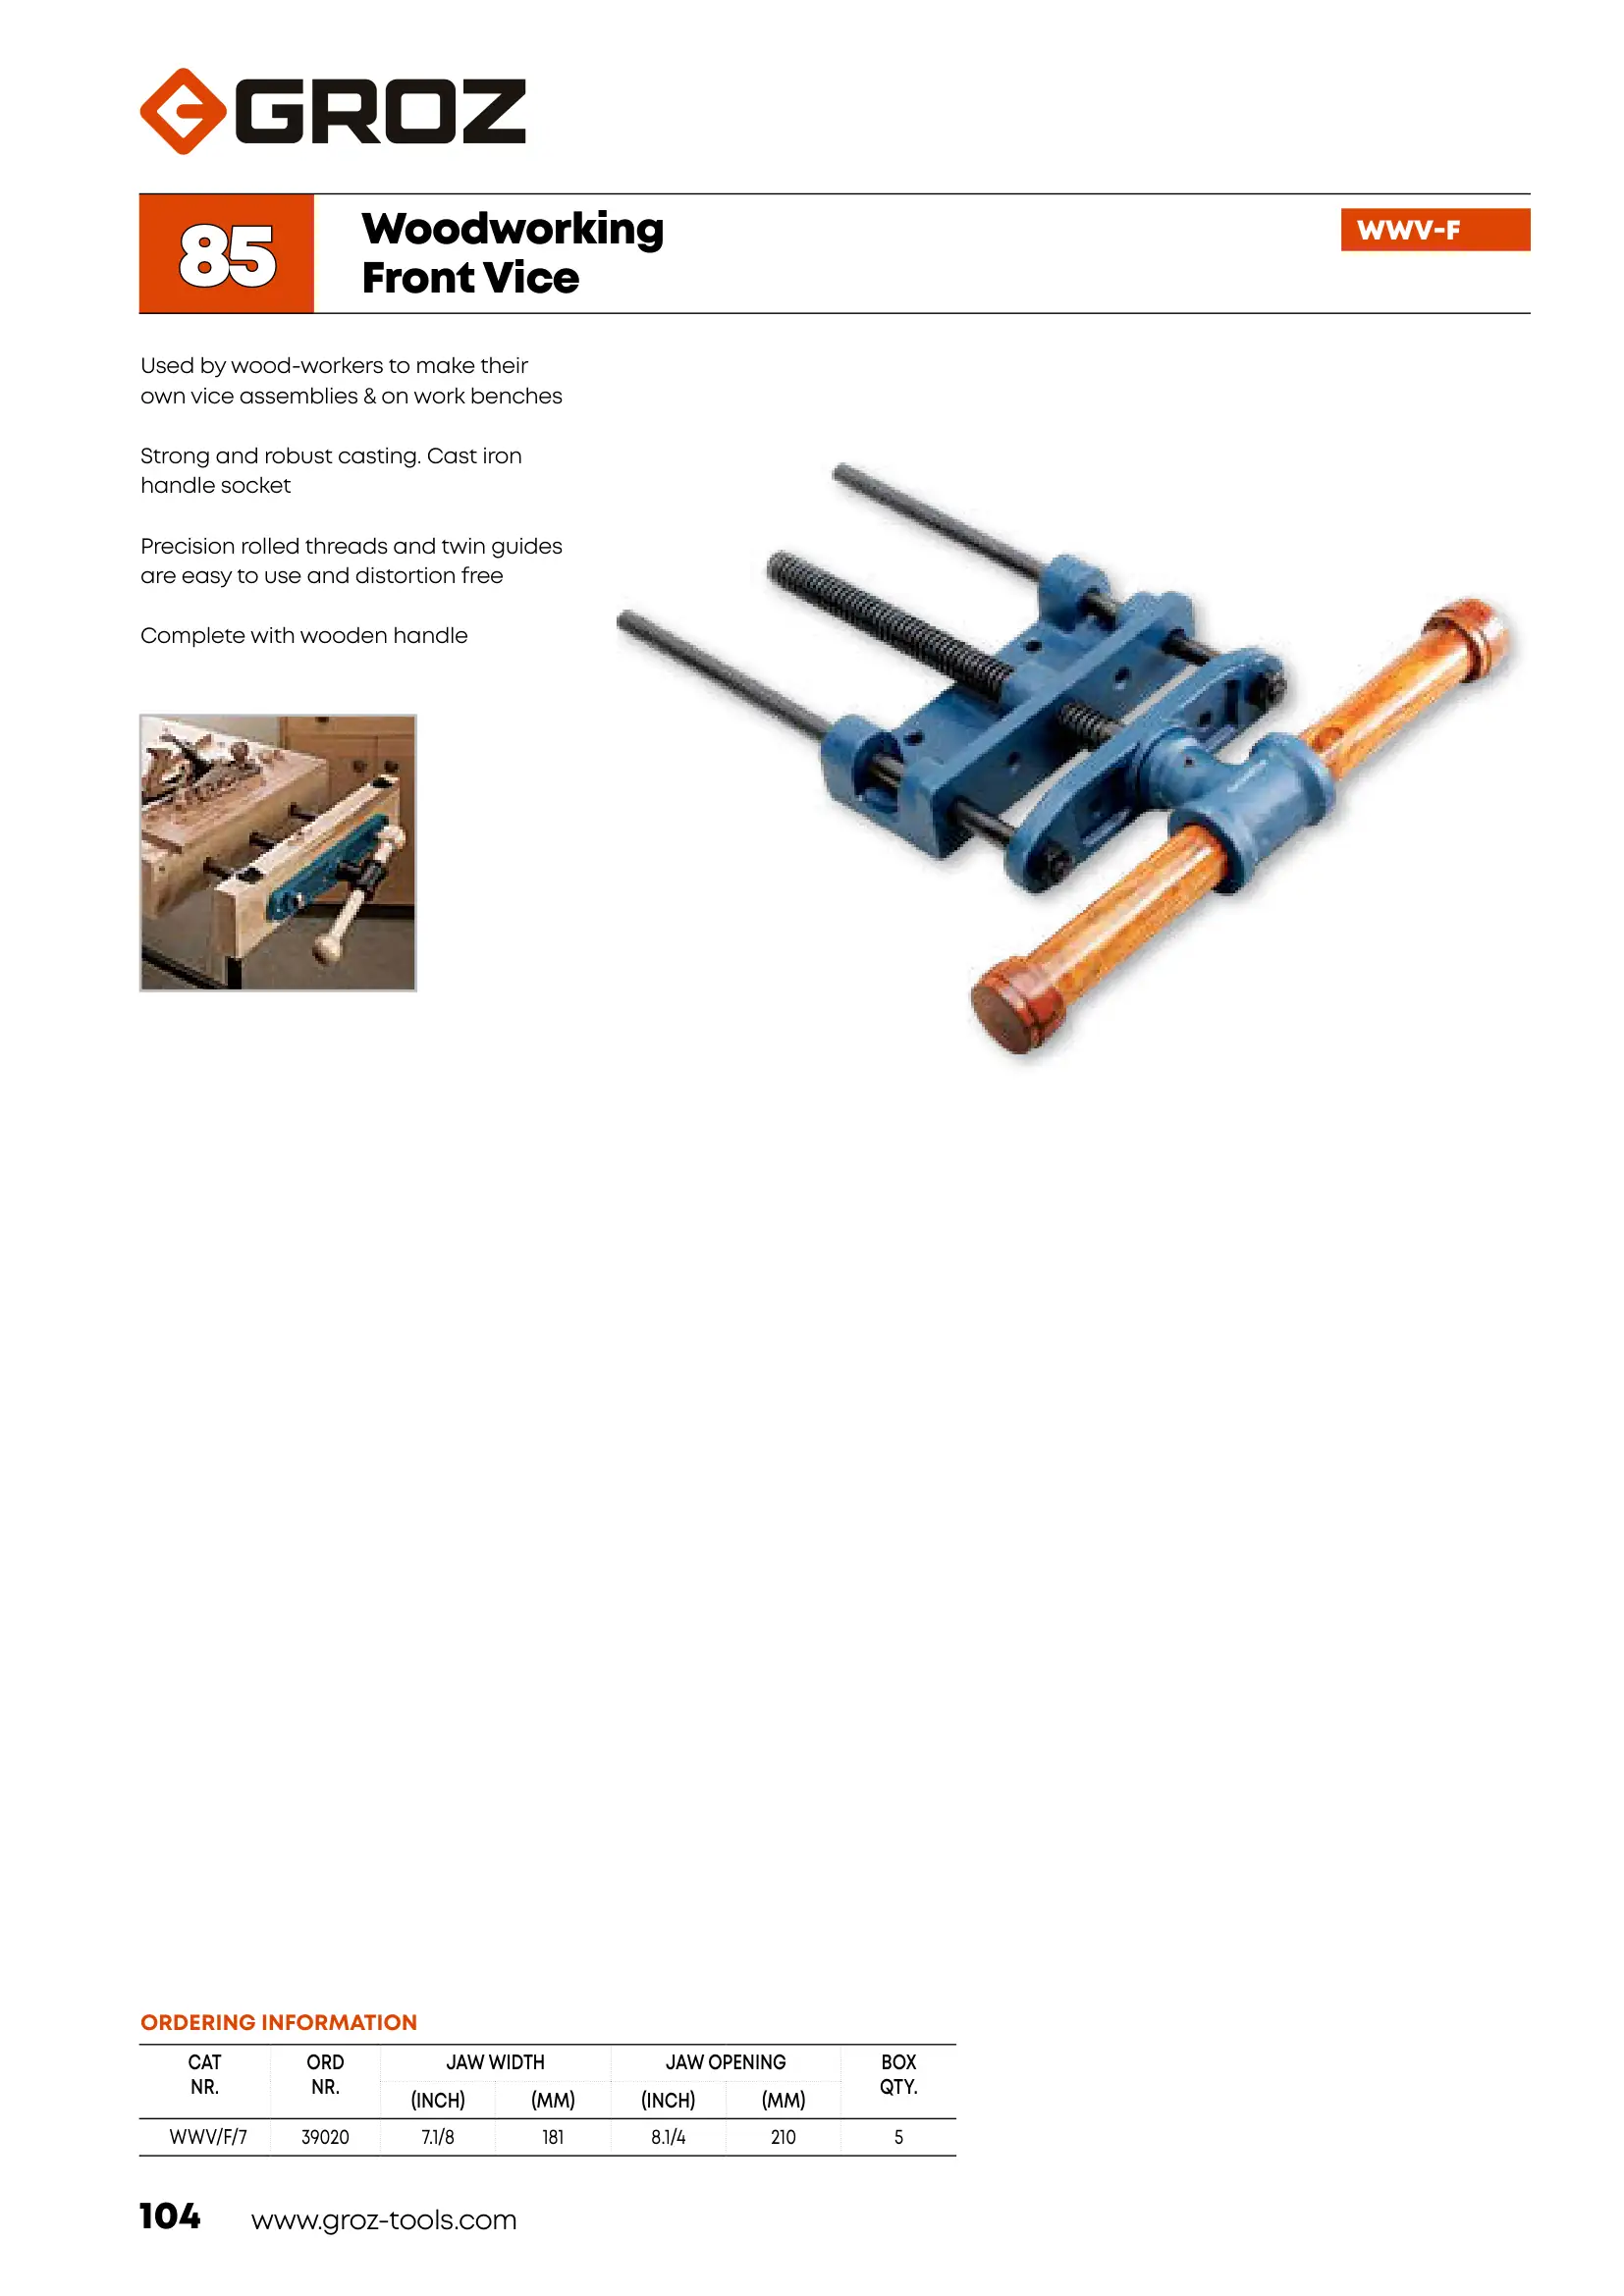 GROZ
85
Woodworking
Front Vice
WWV-F
Used by wood-workers to make their
own vice assemblies & on work benches
Strong and robust casting. Cast iron
handle socket
Precision rolled threads and twin guides
are easy to use and distortion free
Complete with wooden handle
ORDERING INFORMATION
CAT NR. ORD NR. JAW WIDTH JAW OPENING BOX QTY.
(INCH) (MM) (INCH) (MM)
WWV/F/7 39020 7.1/8 181 8.1/4 210 5
104 www.groz-tools.com